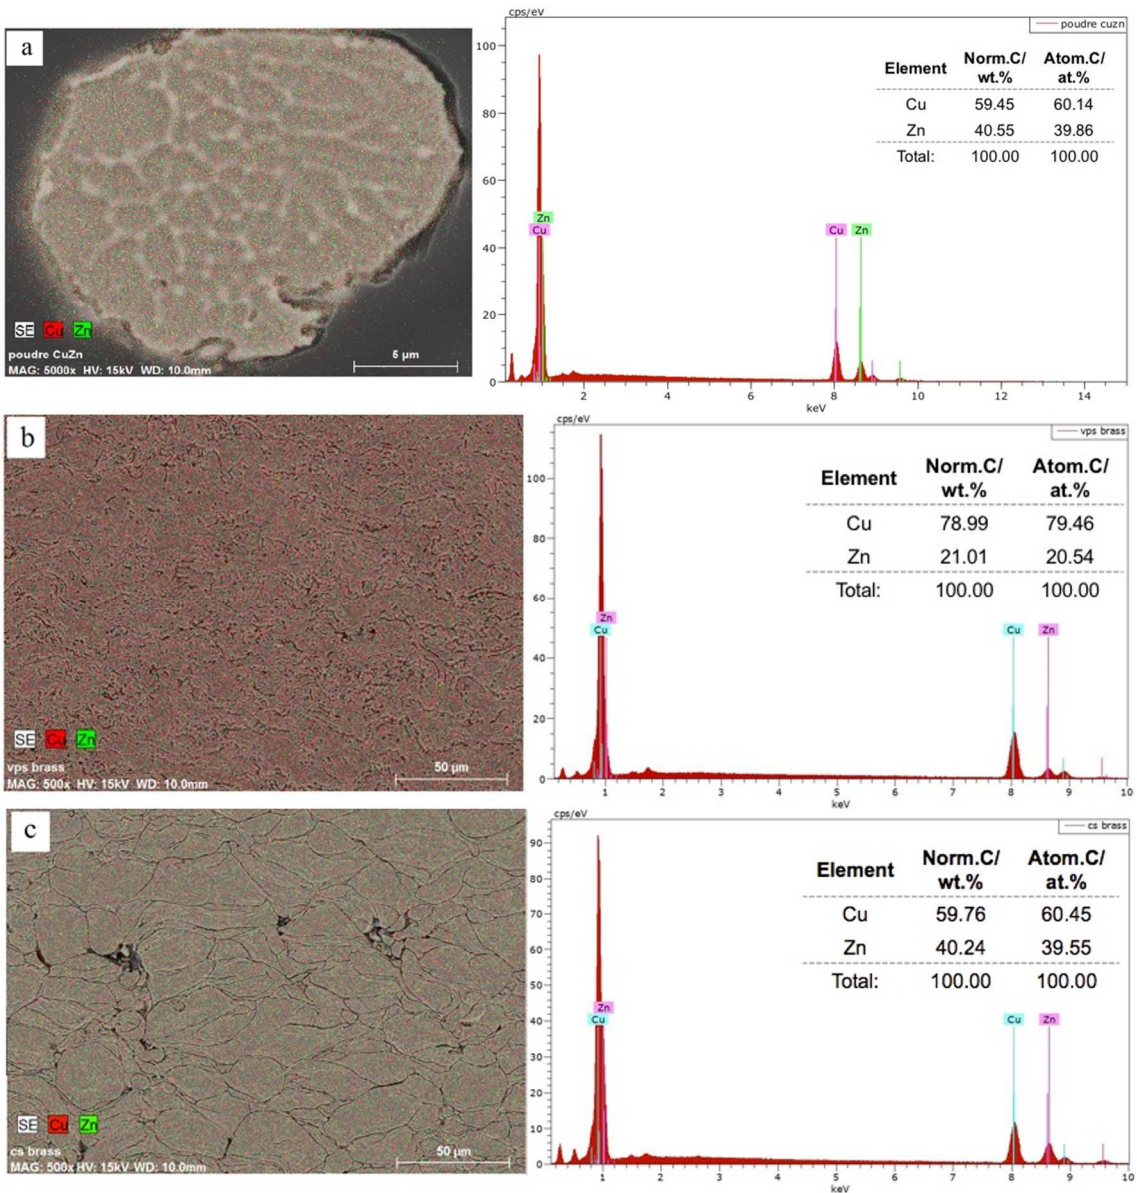 a
SE Cu Zn
poudre CuZn
MAG: 5000x HV: 15kV WD: 10.0mm
5 µm
cps/eV
poudre cuzn
100
80
60
40
20
0
Element Norm.C/ wt.% Atom.C/ at.%
Cu 59.45 60.14
Zn 40.55 39.86
Total: 100.00 100.00
Zn
Cu
Cu Zn
2 4 6 8 10 12 14
keV
b
SE Cu Zn
vps brass
MAG: 500x HV: 15kV WD: 10.0mm
50 µm
cps/eV
vps brass
100
80
60
40
20
0
Element Norm.C/ wt.% Atom.C/ at.%
Cu 78.99 79.46
Zn 21.01 20.54
Total: 100.00 100.00
Zn
Cu
Cu Zn
1 2 3 4 5 6 7 8 9 10
keV
c
SE Cu Zn
cs brass
MAG: 500x HV: 15kV WD: 10.0mm
50 µm
cps/eV
cs brass
90
80
70
60
50
40
30
20
10
0
Element Norm.C/ wt.% Atom.C/ at.%
Cu 59.76 60.45
Zn 40.24 39.55
Total: 100.00 100.00
Zn
Cu
Cu Zn
1 2 3 4 5 6 7 8 9 10
keV